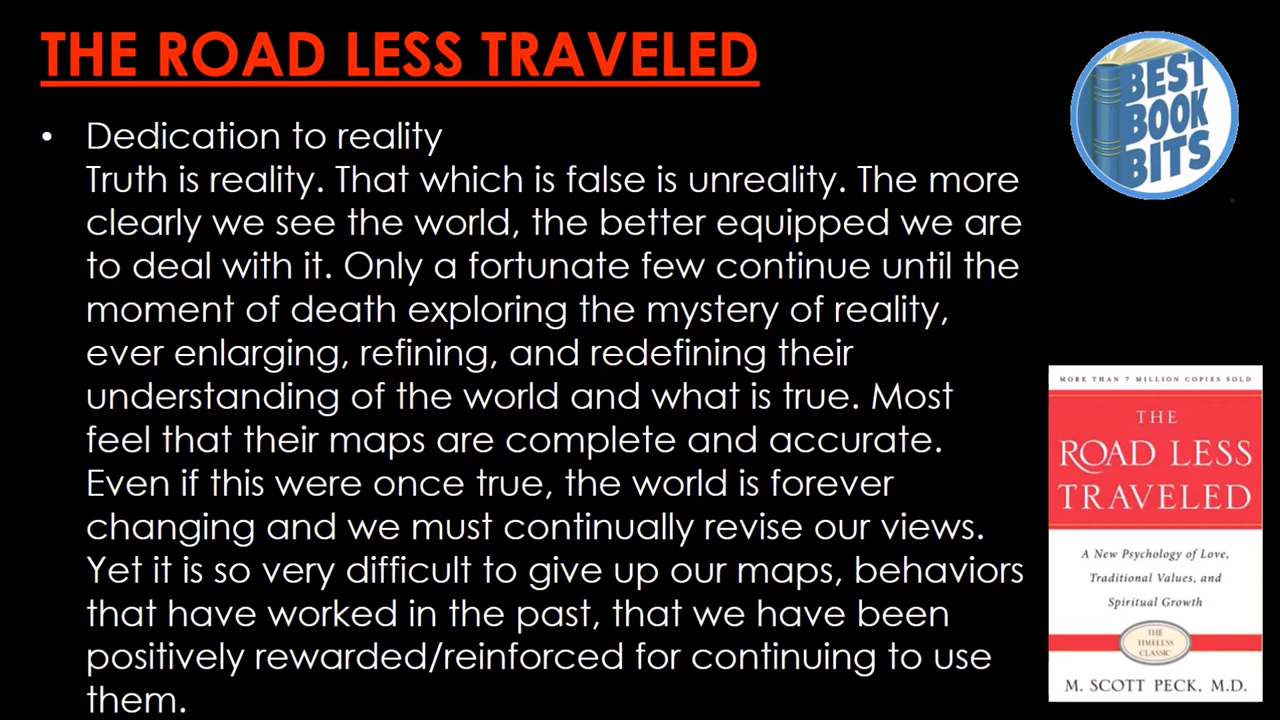 THE ROAD LESS TRAVELED
• Dedication to reality
Truth is reality. That which is false is unreality. The more
clearly we see the world, the better equipped we are
to deal with it. Only a fortunate few continue until the
moment of death exploring the mystery of reality,
ever enlarging, refining, and redefining their
understanding of the world and what is true. Most
feel that their maps are complete and accurate.
Even if this were once true, the world is forever
changing and we must continually revise our views.
Yet it is so very difficult to give up our maps, behaviors
that have worked in the past, that we have been
positively rewarded/reinforced for continuing to use
them.
BEST
BOOK
BITS
MORE THAN 7 MILLION COPIES SOLD
THE
ROAD LESS
TRAVELED
A New Psychology of Love,
Traditional Values, and
Spiritual Growth
THE
TIMELESS
CLASSIC
M. SCOTT PECK, M.D.